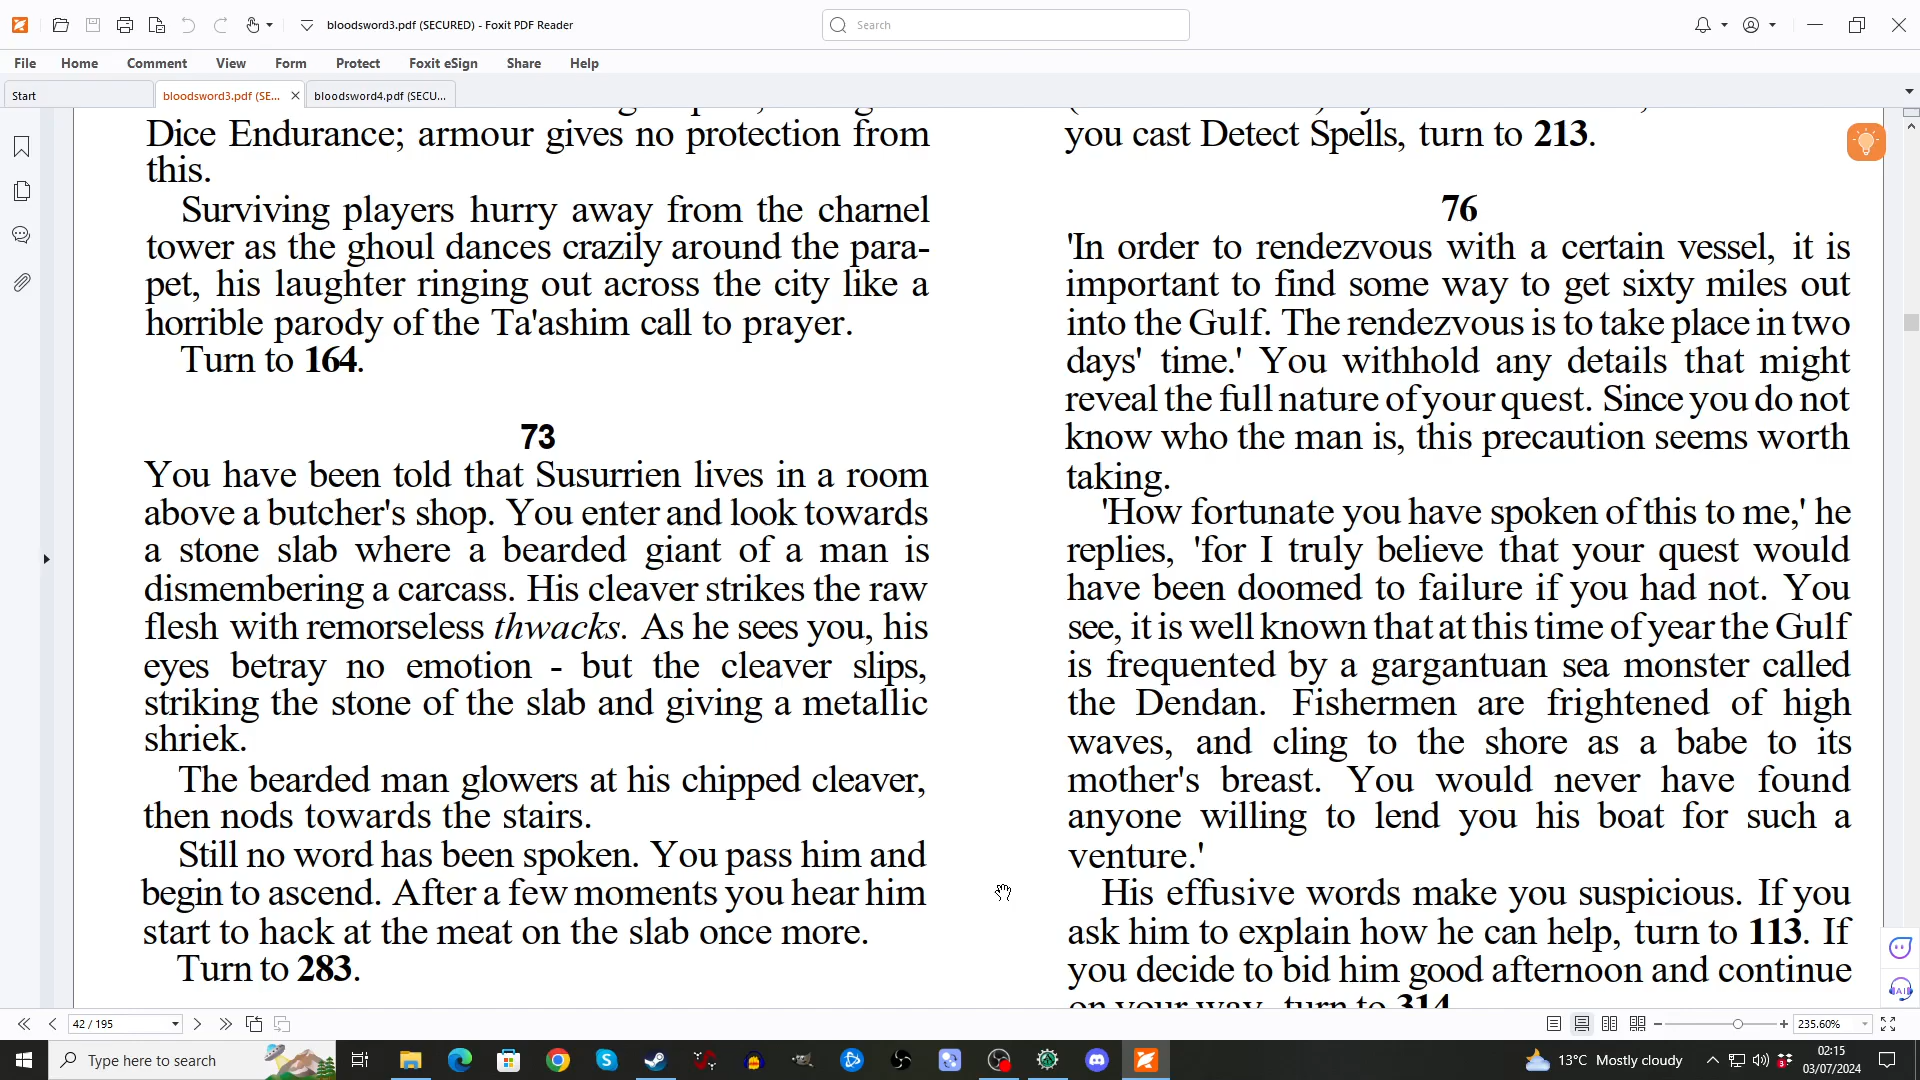 bloodsword3.pdf (SECURED) - Foxit PDF Reader
Search
File
Home
Comment
View
Form
Protect
Foxit eSign
Share
Help
Start
bloodsword3.pdf (SE...
bloodsword4.pdf (SECU...
Dice Endurance; armour gives no protection from
this.
Surviving players hurry away from the charnel
tower as the ghoul dances crazily around the para-
pet, his laughter ringing out across the city like a
horrible parody of the Ta'ashim call to prayer.
Turn to 164.
73
You have been told that Susurrien lives in a room
above a butcher's shop. You enter and look towards
a stone slab where a bearded giant of a man is
dismembering a carcass. His cleaver strikes the raw
flesh with remorseless thwacks. As he sees you, his
eyes betray no emotion - but the cleaver slips,
striking the stone of the slab and giving a metallic
shriek.
The bearded man glowers at his chipped cleaver,
then nods towards the stairs.
Still no word has been spoken. You pass him and
begin to ascend. After a few moments you hear him
start to hack at the meat on the slab once more.
Turn to 283.
you cast Detect Spells, turn to 213.
76
'In order to rendezvous with a certain vessel, it is
important to find some way to get sixty miles out
into the Gulf. The rendezvous is to take place in two
days' time.' You withhold any details that might
reveal the full nature of your quest. Since you do not
know who the man is, this precaution seems worth
taking.
'How fortunate you have spoken of this to me,' he
replies, 'for I truly believe that your quest would
have been doomed to failure if you had not. You
see, it is well known that at this time of year the Gulf
is frequented by a gargantuan sea monster called
the Dendan. Fishermen are frightened of high
waves, and cling to the shore as a babe to its
mother's breast. You would never have found
anyone willing to lend you his boat for such a
venture.'
His effusive words make you suspicious. If you
ask him to explain how he can help, turn to 113. If
you decide to bid him good afternoon and continue
on your way, turn to 314
42 / 195
235.60%
Type here to search
13°C Mostly cloudy
02:15
03/07/2024